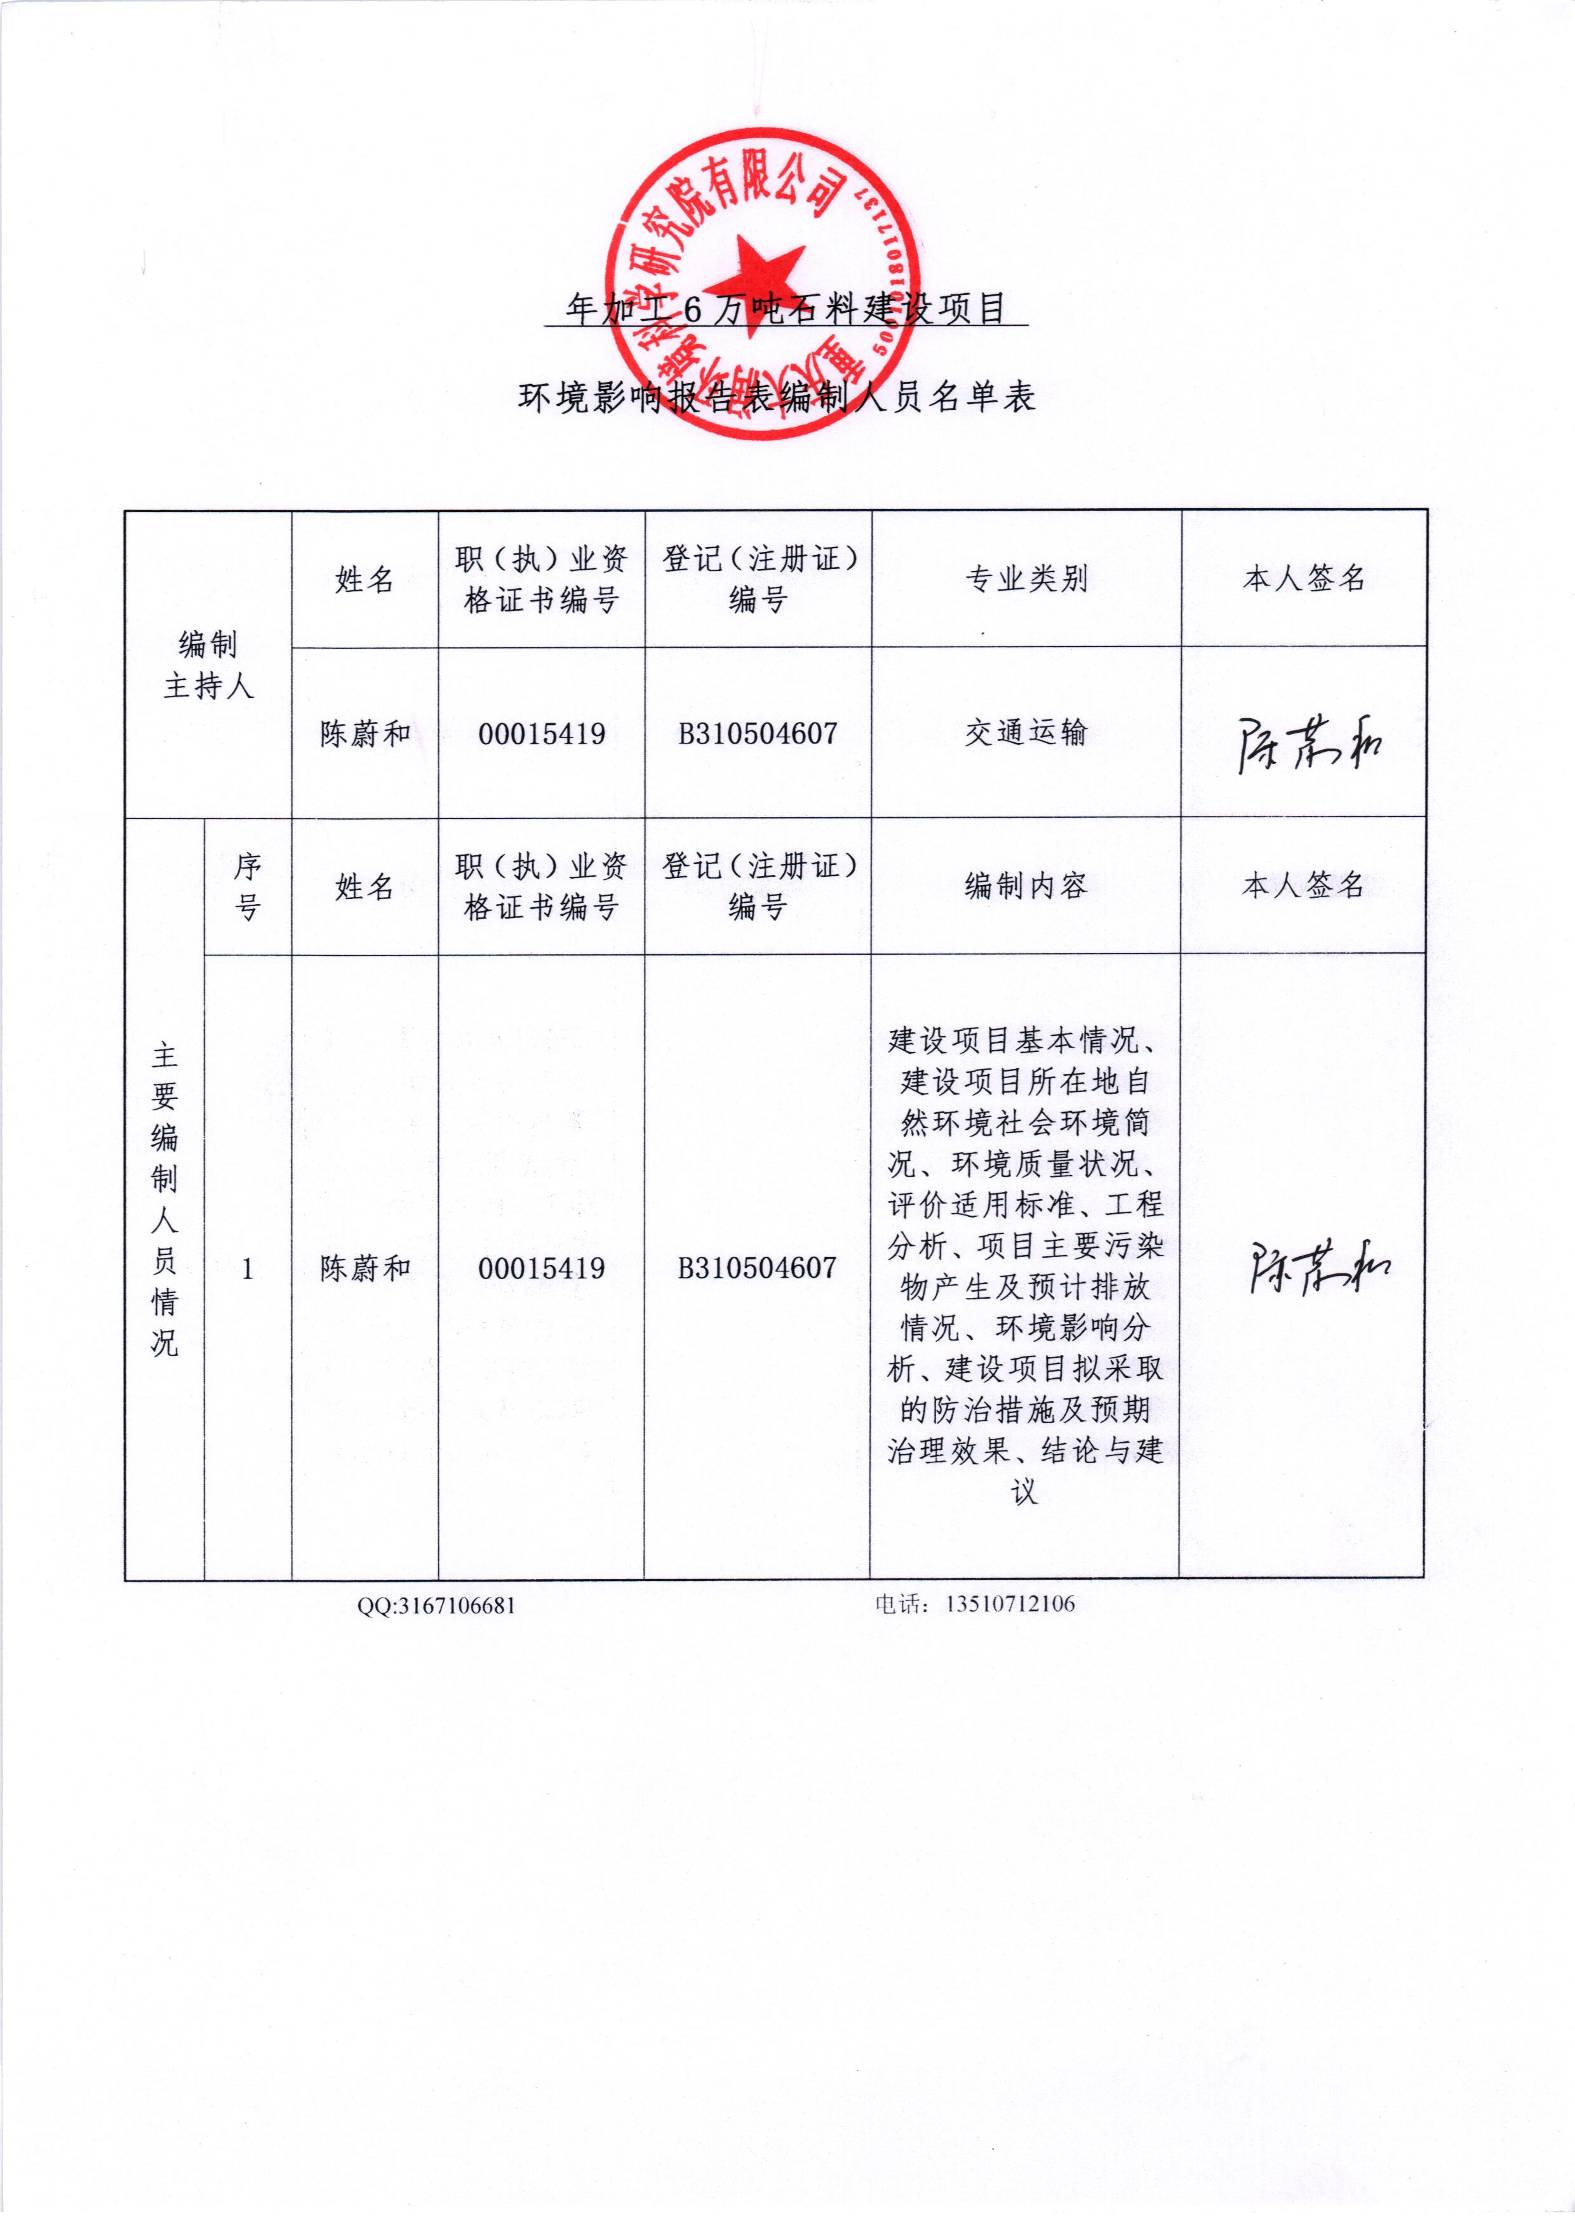 重庆大润环境科学研究院有限公司
年加工6万吨石料建设项目
环境影响报告表编制人员名单表
编制
主持人
姓名
职（执）业资
格证书编号
登记（注册证）
编号
专业类别
本人签名
陈蔚和
00015419
B310504607
交通运输
陈蔚和
主要编制人员情况
序
号
姓名
职（执）业资
格证书编号
登记（注册证）
编号
编制内容
本人签名
1
陈蔚和
00015419
B310504607
建设项目基本情况、
建设项目所在地自
然环境社会环境简
况、环境质量状况、
评价适用标准、工程
分析、项目主要污染
物产生及预计排放
情况、环境影响分
析、建设项目拟采取
的防治措施及预期
治理效果、结论与建
议
陈蔚和
QQ:3167106681
电话：13510712106